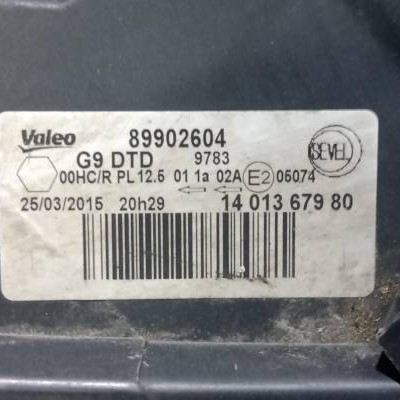 Valeo 89902604
G9 DTD 9783 SEVEL
00HC/R PL 12.5 01 1a 02A E2 05074
25/03/2015 20h29 14 013 679 80